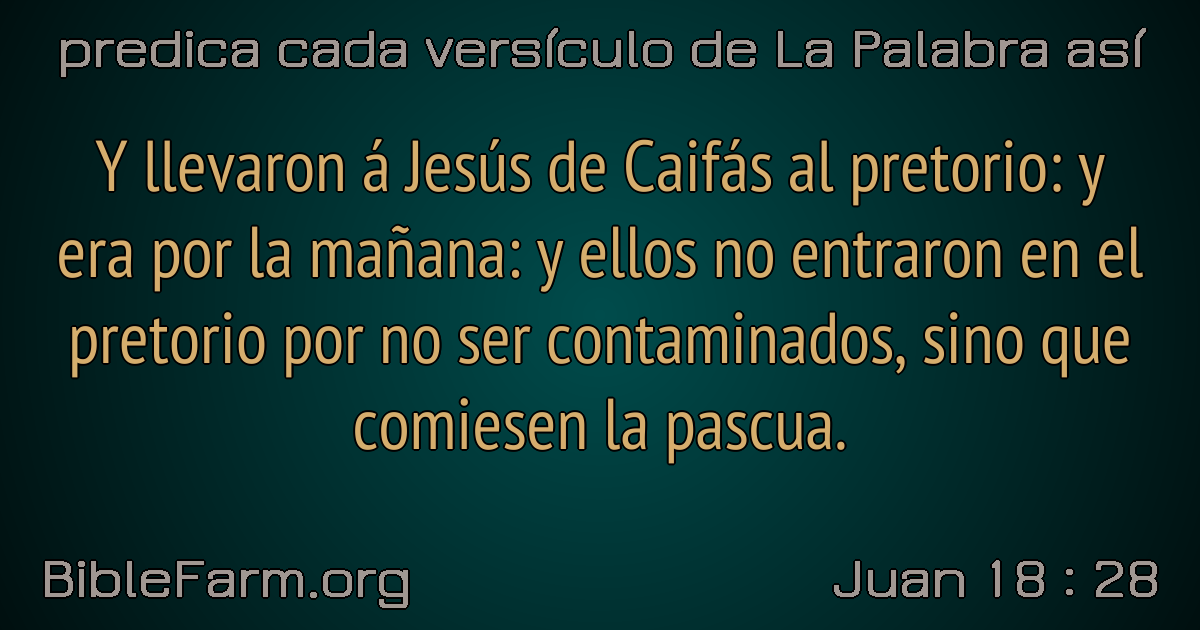 predica cada versículo de La Palabra así
Y llevaron á Jesús de Caifás al pretorio: y
era por la mañana: y ellos no entraron en el
pretorio por no ser contaminados, sino que
comiesen la pascua.
BibleFarm.org
Juan 18 : 28